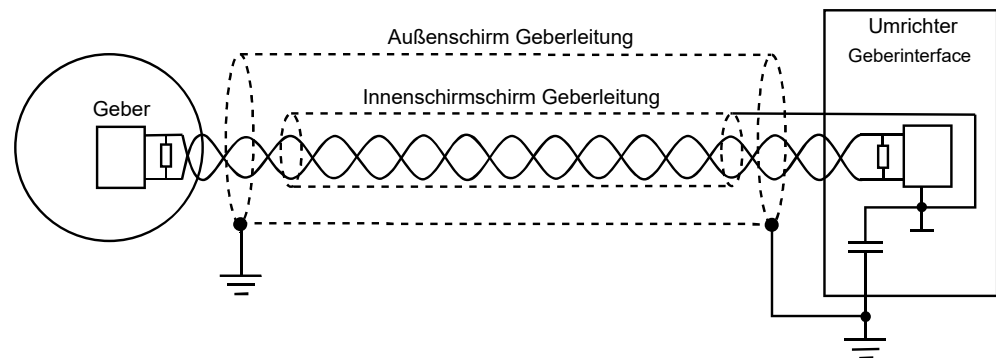 Außenschirm Geberleitung
Umrichter
Geberinterface
Geber
Innenschirmschirm Geberleitung